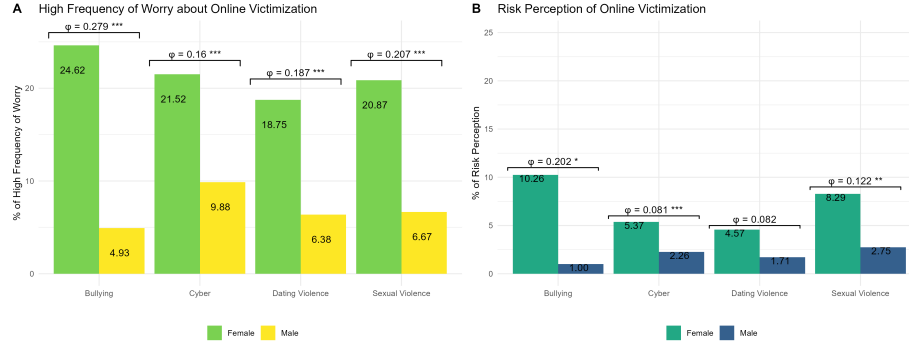 A High Frequency of Worry about Online Victimization
% of High Frequency of Worry
0
10
20
φ = 0.279 ***
φ = 0.16 ***
φ = 0.187 ***
φ = 0.207 ***
24.62
4.93
21.52
9.88
18.75
6.38
20.87
6.67
Bullying Cyber Dating Violence Sexual Violence
Female Male
B Risk Perception of Online Victimization
% of Risk Perception
0
5
10
15
20
25
φ = 0.202 *
φ = 0.081 ***
φ = 0.082
φ = 0.122 **
10.26
1.00
5.37
2.26
4.57
1.71
8.29
2.75
Bullying Cyber Dating Violence Sexual Violence
Female Male